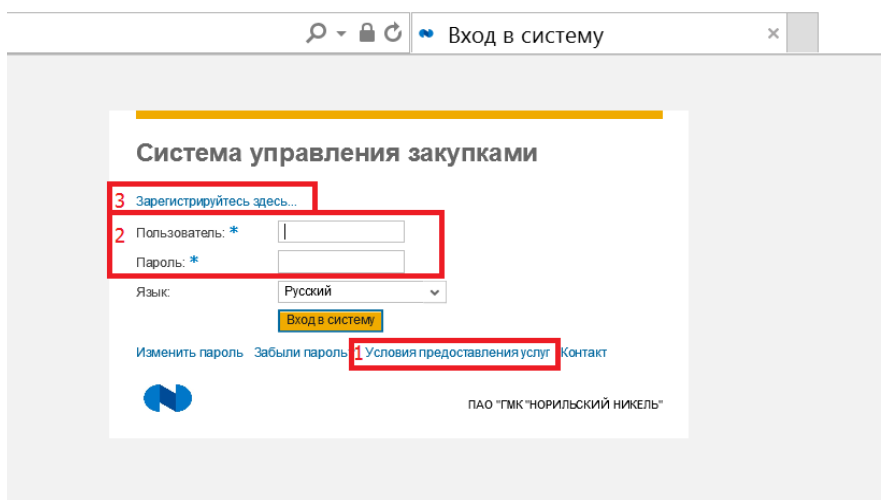 Вход в систему
Система управления закупками
3 Зарегистрируйтесь здесь...
2 Пользователь: *
Пароль: *
Язык: Русский
Вход в систему
Изменить пароль Забыли пароль 1 Условия предоставления услуг Контакт
ПАО "ГМК "НОРИЛЬСКИЙ НИКЕЛЬ"